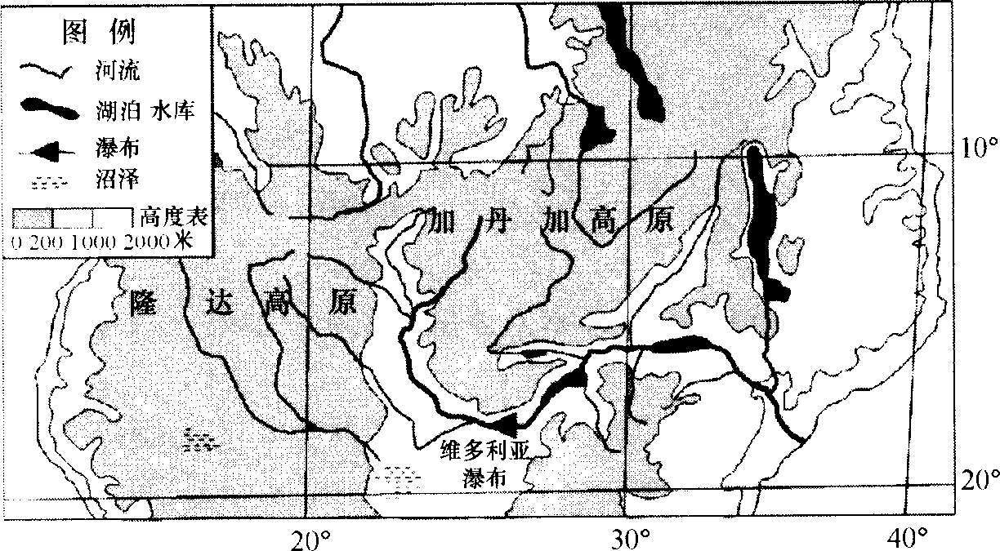 图 例
河流
湖泊 水库
瀑布
沼泽
高度表
0 200 1000 2000米
10°
加 丹 加 高 原
隆 达 高 原
维多利亚
瀑布
20°
20°
30°
40°